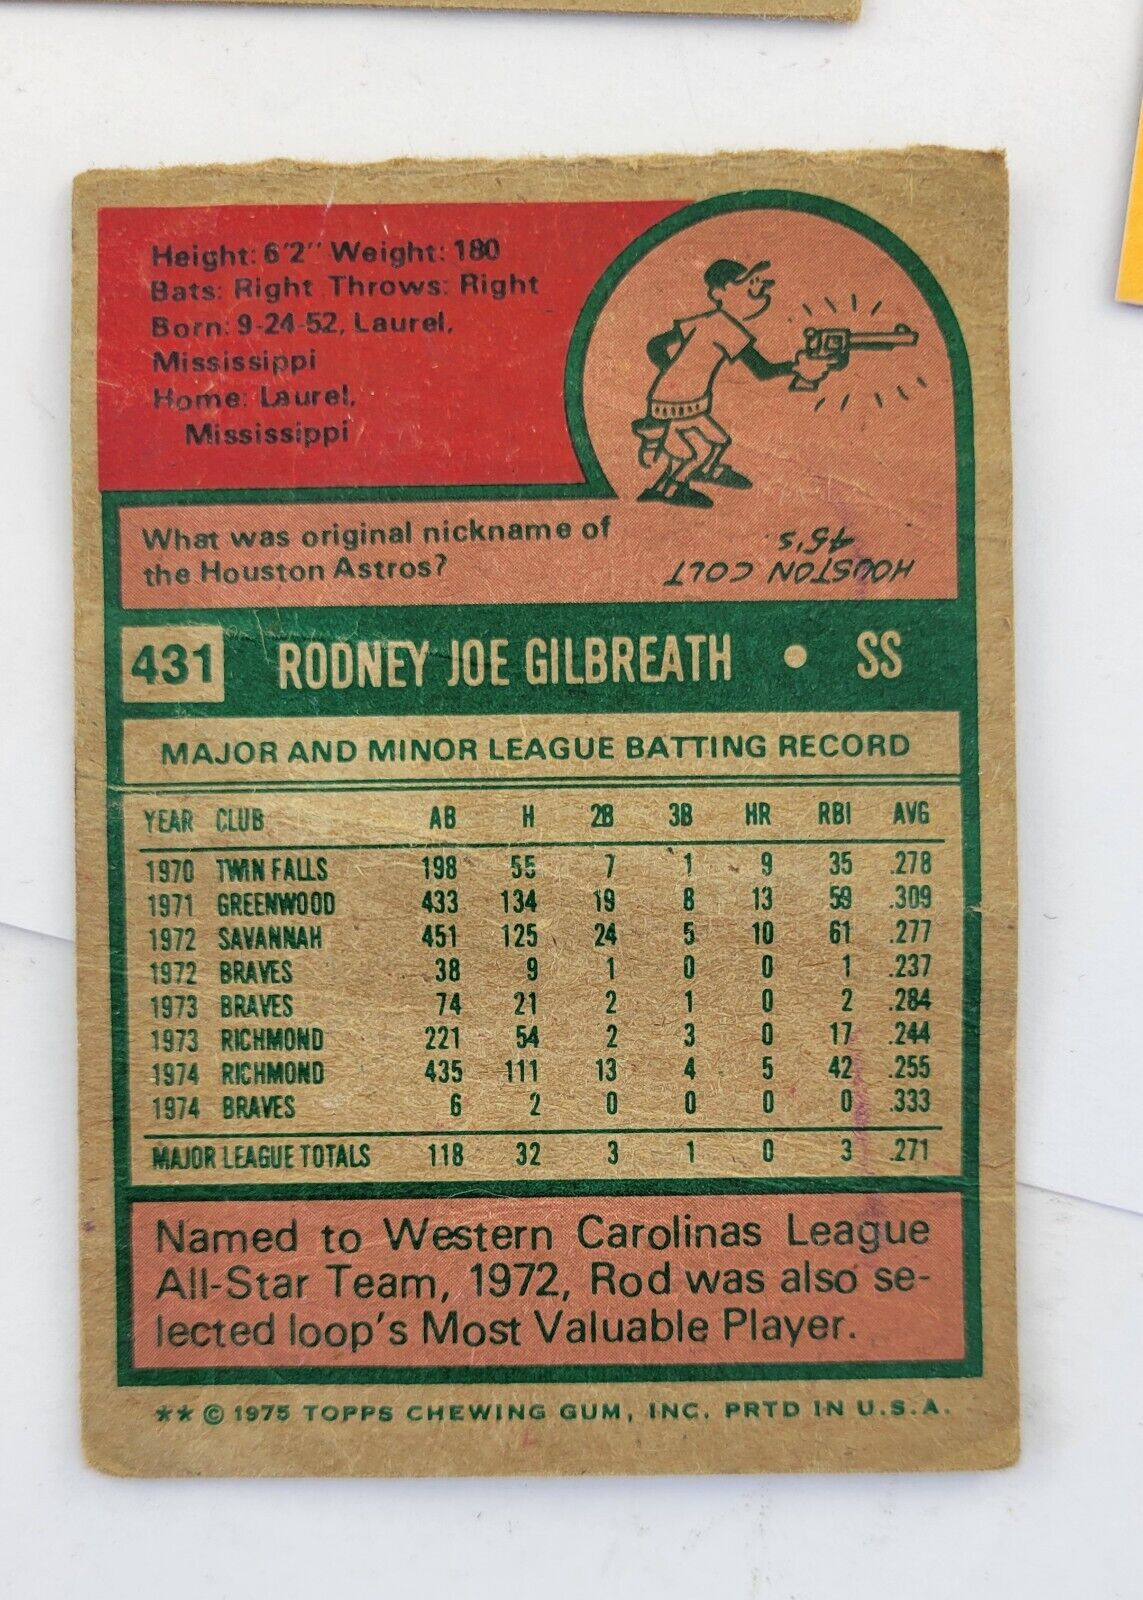 Height: 6'2" Weight: 180
Bats: Right Throws: Right
Born: 9-24-52, Laurel,
Mississippi
Home: Laurel,
Mississippi
What was original nickname of
the Houston Astros?
HOUSTON COLT
45's.
431 RODNEY JOE GILBREATH • SS
MAJOR AND MINOR LEAGUE BATTING RECORD
YEAR CLUB AB H 2B 3B HR RBI AVG
1970 TWIN FALLS 198 55 7 1 9 35 .278
1971 GREENWOOD 433 134 19 8 13 59 .309
1972 SAVANNAH 451 125 24 5 10 61 .277
1972 BRAVES 38 9 1 0 0 1 .237
1973 BRAVES 74 21 2 1 0 2 .284
1973 RICHMOND 221 54 2 3 0 17 .244
1974 RICHMOND 435 111 13 4 5 42 .255
1974 BRAVES 6 2 0 0 0 0 .333
MAJOR LEAGUE TOTALS 118 32 3 1 0 3 .271
Named to Western Carolinas League
All-Star Team, 1972, Rod was also se-
lected loop's Most Valuable Player.
** © 1975 TOPPS CHEWING GUM, INC. PRTD IN U.S.A.